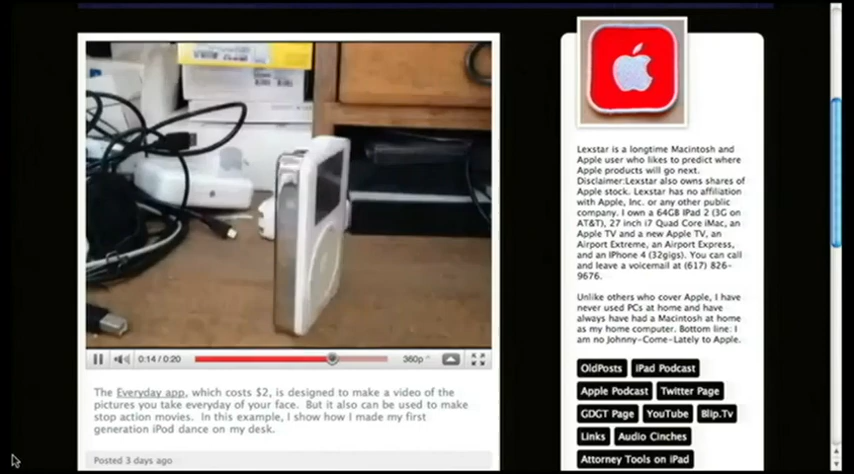 0:14 / 0:20
360p
The Everyday app, which costs $2, is designed to make a video of the
pictures you take everyday of your face.  But it also can be used to make
stop action movies.  In this example, I show how I made my first
generation iPod dance on my desk.
Posted 3 days ago
Lexstar is a longtime Macintosh and
Apple user who likes to predict where
Apple products will go next.
Disclaimer:Lexstar also owns shares of
Apple stock. Lexstar has no affiliation
with Apple, Inc. or any other public
company. I own a 64GB IPad 2 (3G on
AT&T), 27 inch i7 Quad Core iMac, an
Apple TV and a new Apple TV, an
Airport Extreme, an Airport Express,
and an IPhone 4 (32gigs). You can call
and leave a voicemail at (617) 826-
9676.
Unlike others who cover Apple, I have
never used PCs at home and have
always have had a Macintosh at home
as my home computer. Bottom line: I
am no Johnny-Come-Lately to Apple.
OldPosts iPad Podcast
Apple Podcast Twitter Page
GDGT Page YouTube Blip.Tv
Links Audio Cinches
Attorney Tools on iPad